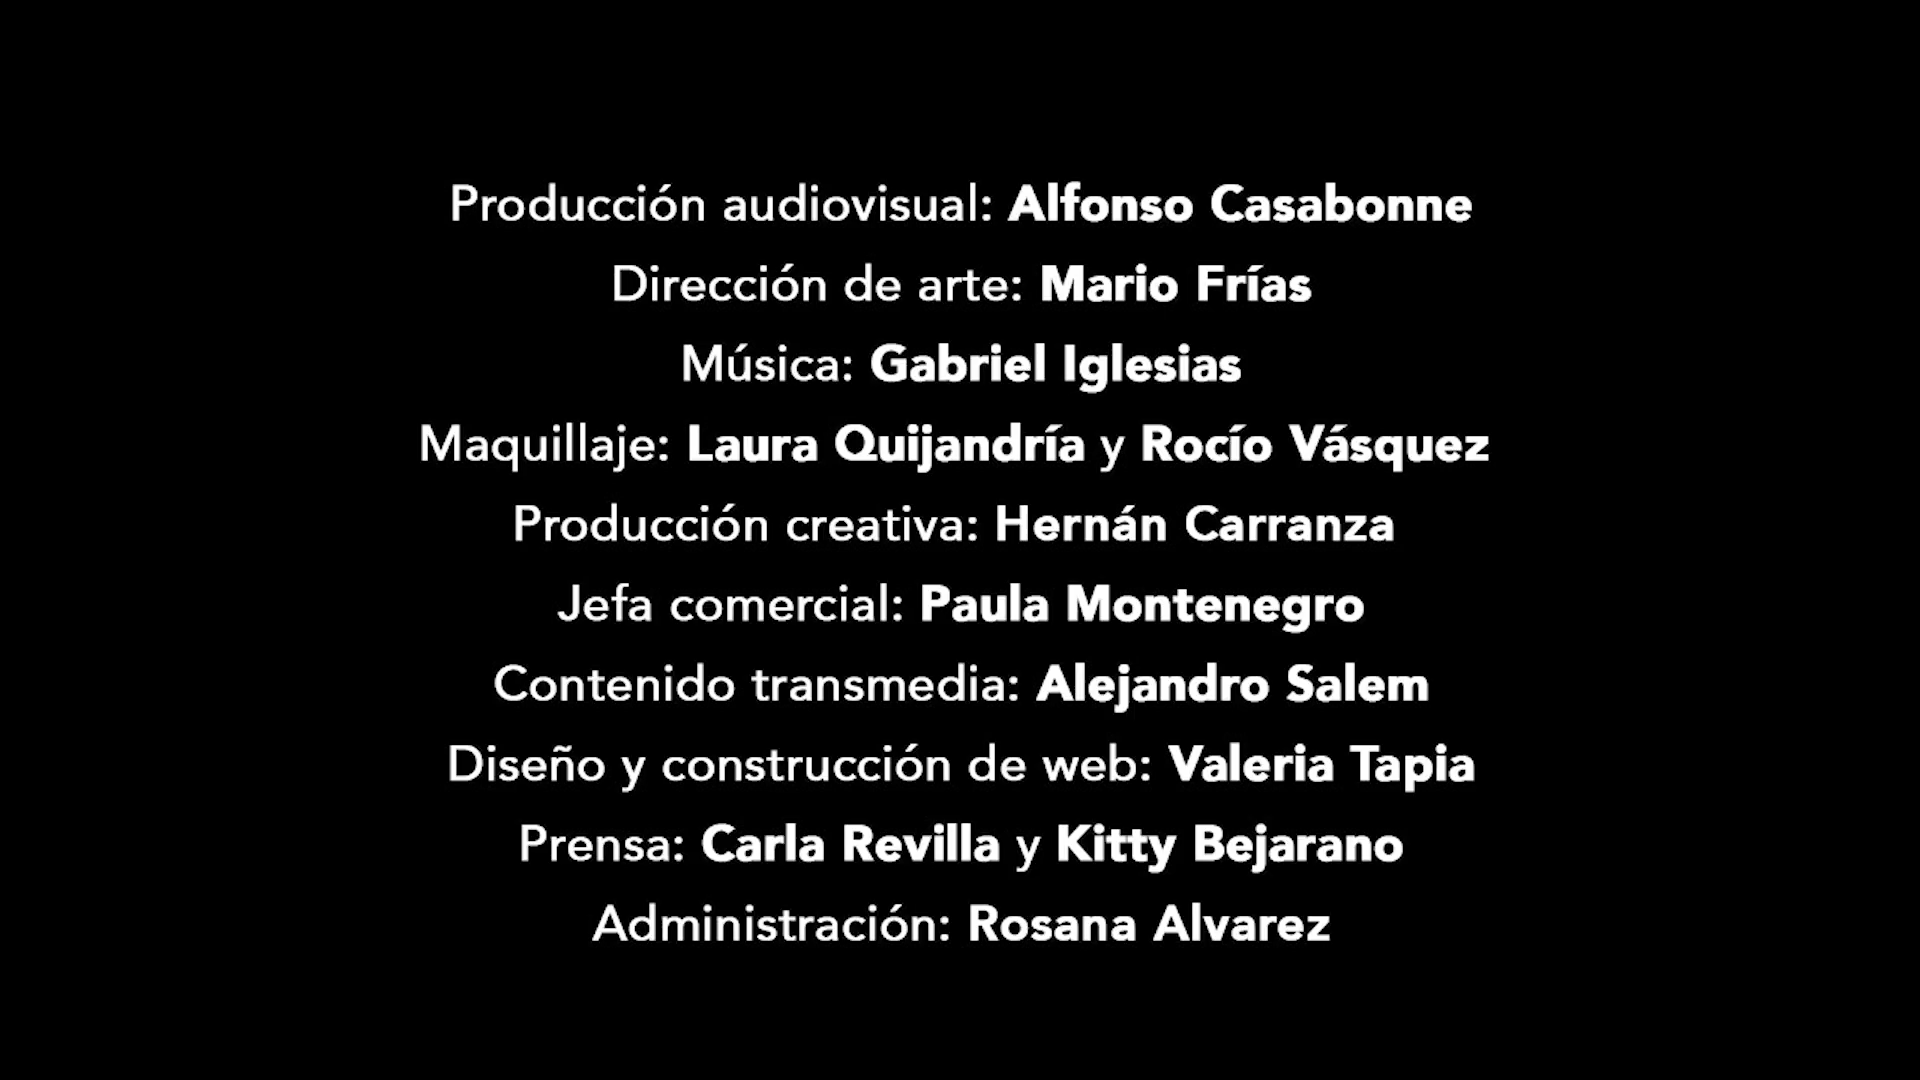 Producción audiovisual: Alfonso Casabonne
Dirección de arte: Mario Frías
Música: Gabriel Iglesias
Maquillaje: Laura Quijandría y Rocío Vásquez
Producción creativa: Hernán Carranza
Jefa comercial: Paula Montenegro
Contenido transmedia: Alejandro Salem
Diseño y construcción de web: Valeria Tapia
Prensa: Carla Revilla y Kitty Bejarano
Administración: Rosana Alvarez